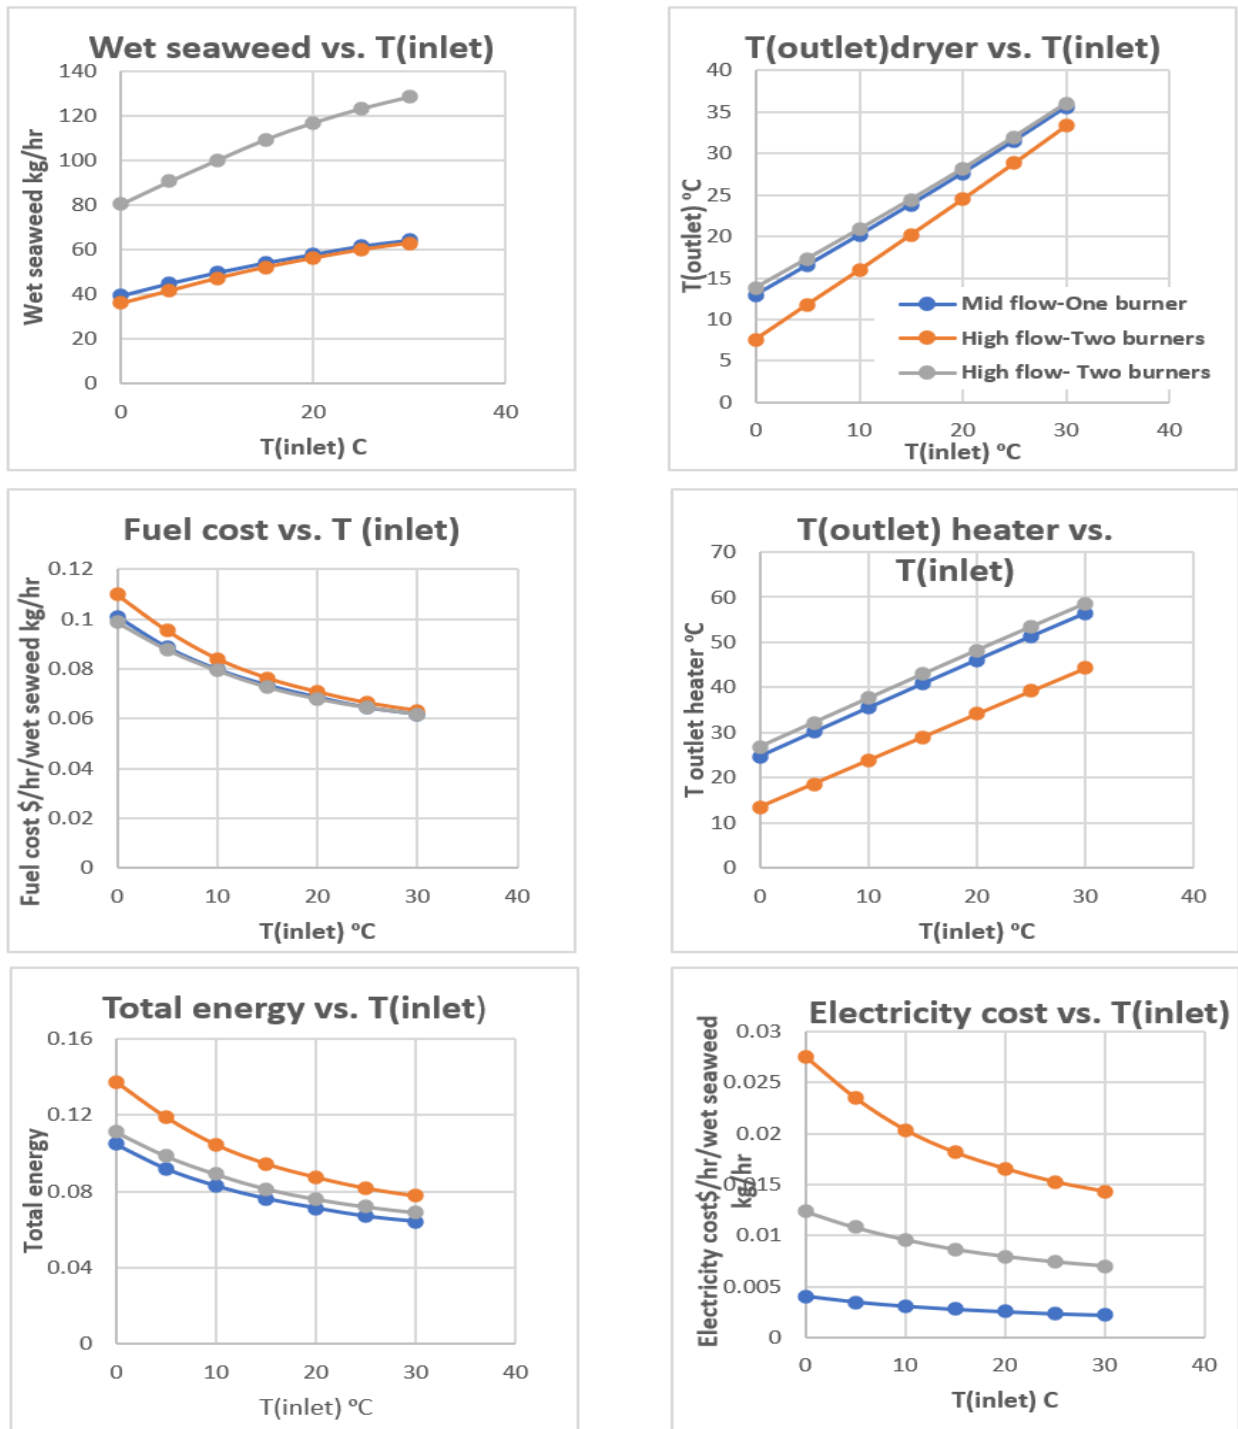 Wet seaweed vs. T(inlet)
Wet seaweed kg/hr
140
120
100
80
60
40
20
0
0 20 40
T(inlet) C
T(outlet)dryer vs. T(inlet)
T(outlet) ºC
40
35
30
25
20
15
10
5
0
0 10 20 30 40
T(inlet) ºC
Mid flow-One burner
High flow-Two burners
High flow- Two burners
Fuel cost vs. T (inlet)
Fuel cost $/hr/wet seweed kg/hr
0.12
0.1
0.08
0.06
0.04
0.02
0
0 10 20 30 40
T(inlet) ºC
T(outlet) heater vs.
T(inlet)
T outlet heater ºC
70
60
50
40
30
20
10
0
0 10 20 30 40
T(inlet) ºC
Total energy vs. T(inlet)
Total energy
0.16
0.12
0.08
0.04
0
0 10 20 30 40
T(inlet) ºC
Electricity cost vs. T(inlet)
Electricity cost$/hr/wet seaweed
kg/hr
0.03
0.025
0.02
0.015
0.01
0.005
0
0 10 20 30 40
T(inlet) C